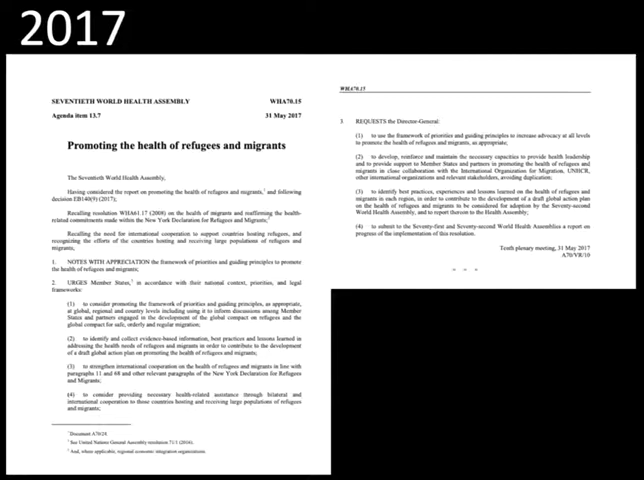 2017
SEVENTIETH WORLD HEALTH ASSEMBLY WHA70.15
Agenda item 13.7 31 May 2017
Promoting the health of refugees and migrants
The Seventieth World Health Assembly,
Having considered the report on promoting the health of refugees and migrants,¹ and following
decision EB140(9) (2017);
Recalling resolution WHA61.17 (2008) on the health of migrants and reaffirming the health-
related commitments made within the New York Declaration for Refugees and Migrants;²
Recalling the need for international cooperation to support countries hosting refugees, and
recognizing the efforts of the countries hosting and receiving large populations of refugees and
migrants,
1. NOTES WITH APPRECIATION the framework of priorities and guiding principles to promote
the health of refugees and migrants;
2. URGES Member States,³ in accordance with their national context, priorities, and legal
frameworks:
(1) to consider promoting the framework of priorities and guiding principles, as appropriate,
at global, regional and country levels including using it to inform discussions among Member
States and partners engaged in the development of the global compact on refugees and the
global compact for safe, orderly and regular migration;
(2) to identify and collect evidence-based information, best practices and lessons learned in
addressing the health needs of refugees and migrants in order to contribute to the development
of a draft global action plan on promoting the health of refugees and migrants;
(3) to strengthen international cooperation on the health of refugees and migrants in line with
paragraphs 11 and 68 and other relevant paragraphs of the New York Declaration for Refugees
and Migrants;
(4) to consider providing necessary health-related assistance through bilateral and
international cooperation to those countries hosting and receiving large populations of refugees
and migrants;
¹ Document A70/24
² See United Nations General Assembly resolution 71/1 (2016).
³ And, where applicable, regional economic integration organizations.
WHA70.15
3. REQUESTS the Director-General:
(1) to use the framework of priorities and guiding principles to increase advocacy at all levels
to promote the health of refugees and migrants, as appropriate;
(2) to develop, reinforce and maintain the necessary capacities to provide health leadership
and to provide support to Member States and partners in promoting the health of refugees and
migrants in close collaboration with the International Organization for Migration, UNHCR,
other international organizations and relevant stakeholders, avoiding duplication;
(3) to identify best practices, experiences and lessons learned on the health of refugees and
migrants in each region, in order to contribute to the development of a draft global action plan
on the health of refugees and migrants to be considered for adoption by the Seventy-second
World Health Assembly, and to report thereon to the Health Assembly;
(4) to submit to the Seventy-first and Seventy-second World Health Assemblies a report on
progress of the implementation of this resolution.
Tenth plenary meeting, 31 May 2017
A70/VR/10
= = =